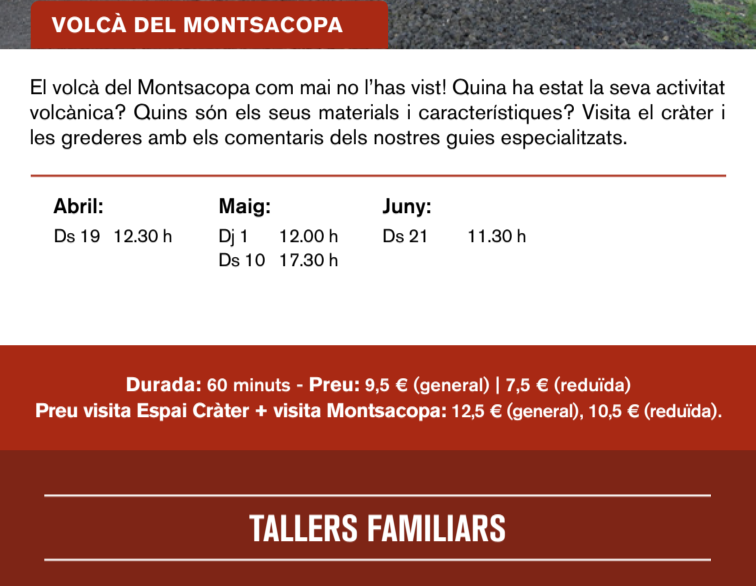 VOLCÀ DEL MONTSACOPA
El volcà del Montsacopa com mai no l'has vist! Quina ha estat la seva activitat
volcànica? Quins són els seus materials i característiques? Visita el cràter i
les grederes amb els comentaris dels nostres guies especialitzats.
Abril:
Ds 19 12.30 h
Maig:
Dj 1 12.00 h
Ds 10 17.30 h
Juny:
Ds 21 11.30 h
Durada: 60 minuts - Preu: 9,5 € (general) | 7,5 € (reduïda)
Preu visita Espai Cràter + visita Montsacopa: 12,5 € (general), 10,5 € (reduïda).
TALLERS FAMILIARS